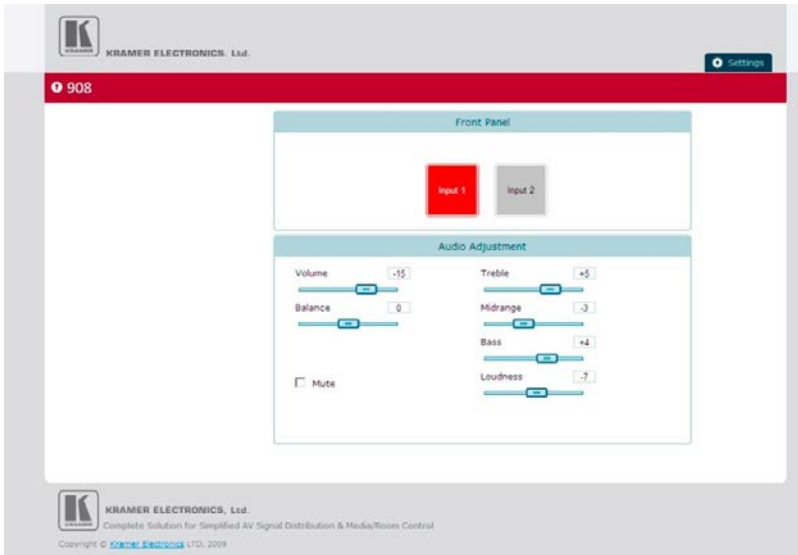 KRAMER
KRAMER ELECTRONICS. Ltd.
Settings
908
Front Panel
Input 1
Input 2
Audio Adjustment
Volume -15
Balance 0
Mute
Treble +5
Midrange -3
Bass +4
Loudness -7
KRAMER
KRAMER ELECTRONICS, Ltd.
Complete Solution for Simplified AV Signal Distribution & Media/Room Control
Copyright © Kramer Electronics LTD, 2009